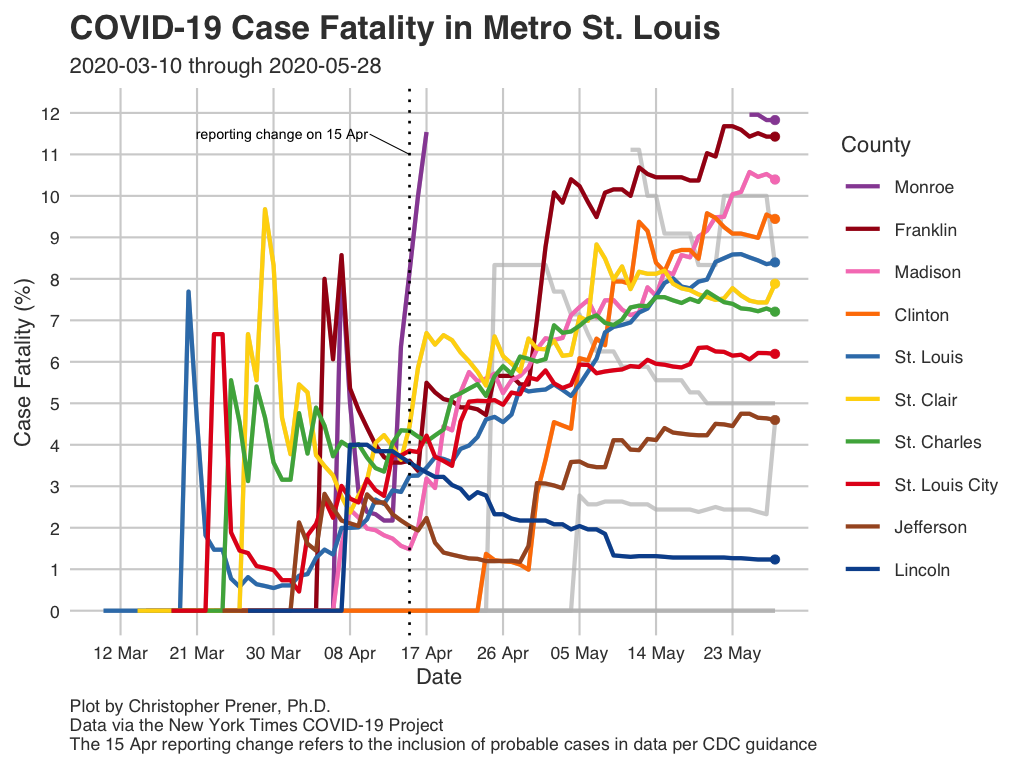 COVID-19 Case Fatality in Metro St. Louis
2020-03-10 through 2020-05-28
reporting change on 15 Apr
12
11
10
9
8
7
6
5
4
3
2
1
0
Case Fatality (%)
12 Mar
21 Mar
30 Mar
08 Apr
17 Apr
26 Apr
05 May
14 May
23 May
Date
County
Monroe
Franklin
Madison
Clinton
St. Louis
St. Clair
St. Charles
St. Louis City
Jefferson
Lincoln
Plot by Christopher Prener, Ph.D.
Data via the New York Times COVID-19 Project
The 15 Apr reporting change refers to the inclusion of probable cases in data per CDC guidance